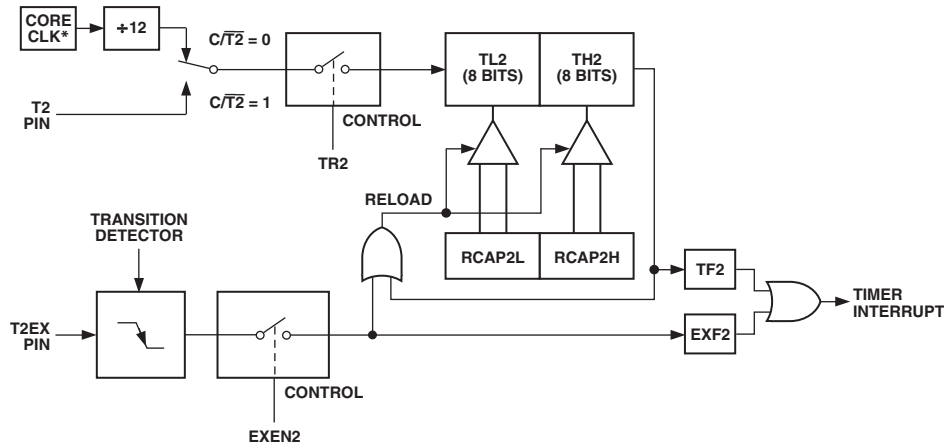 CORE
CLK*
÷12
C/T2 = 0
C/T2 = 1
T2
PIN
CONTROL
TR2
TL2
(8 BITS)
TH2
(8 BITS)
RELOAD
TRANSITION
DETECTOR
RCAP2L
RCAP2H
TF2
TIMER
INTERRUPT
T2EX
PIN
EXF2
CONTROL
EXEN2